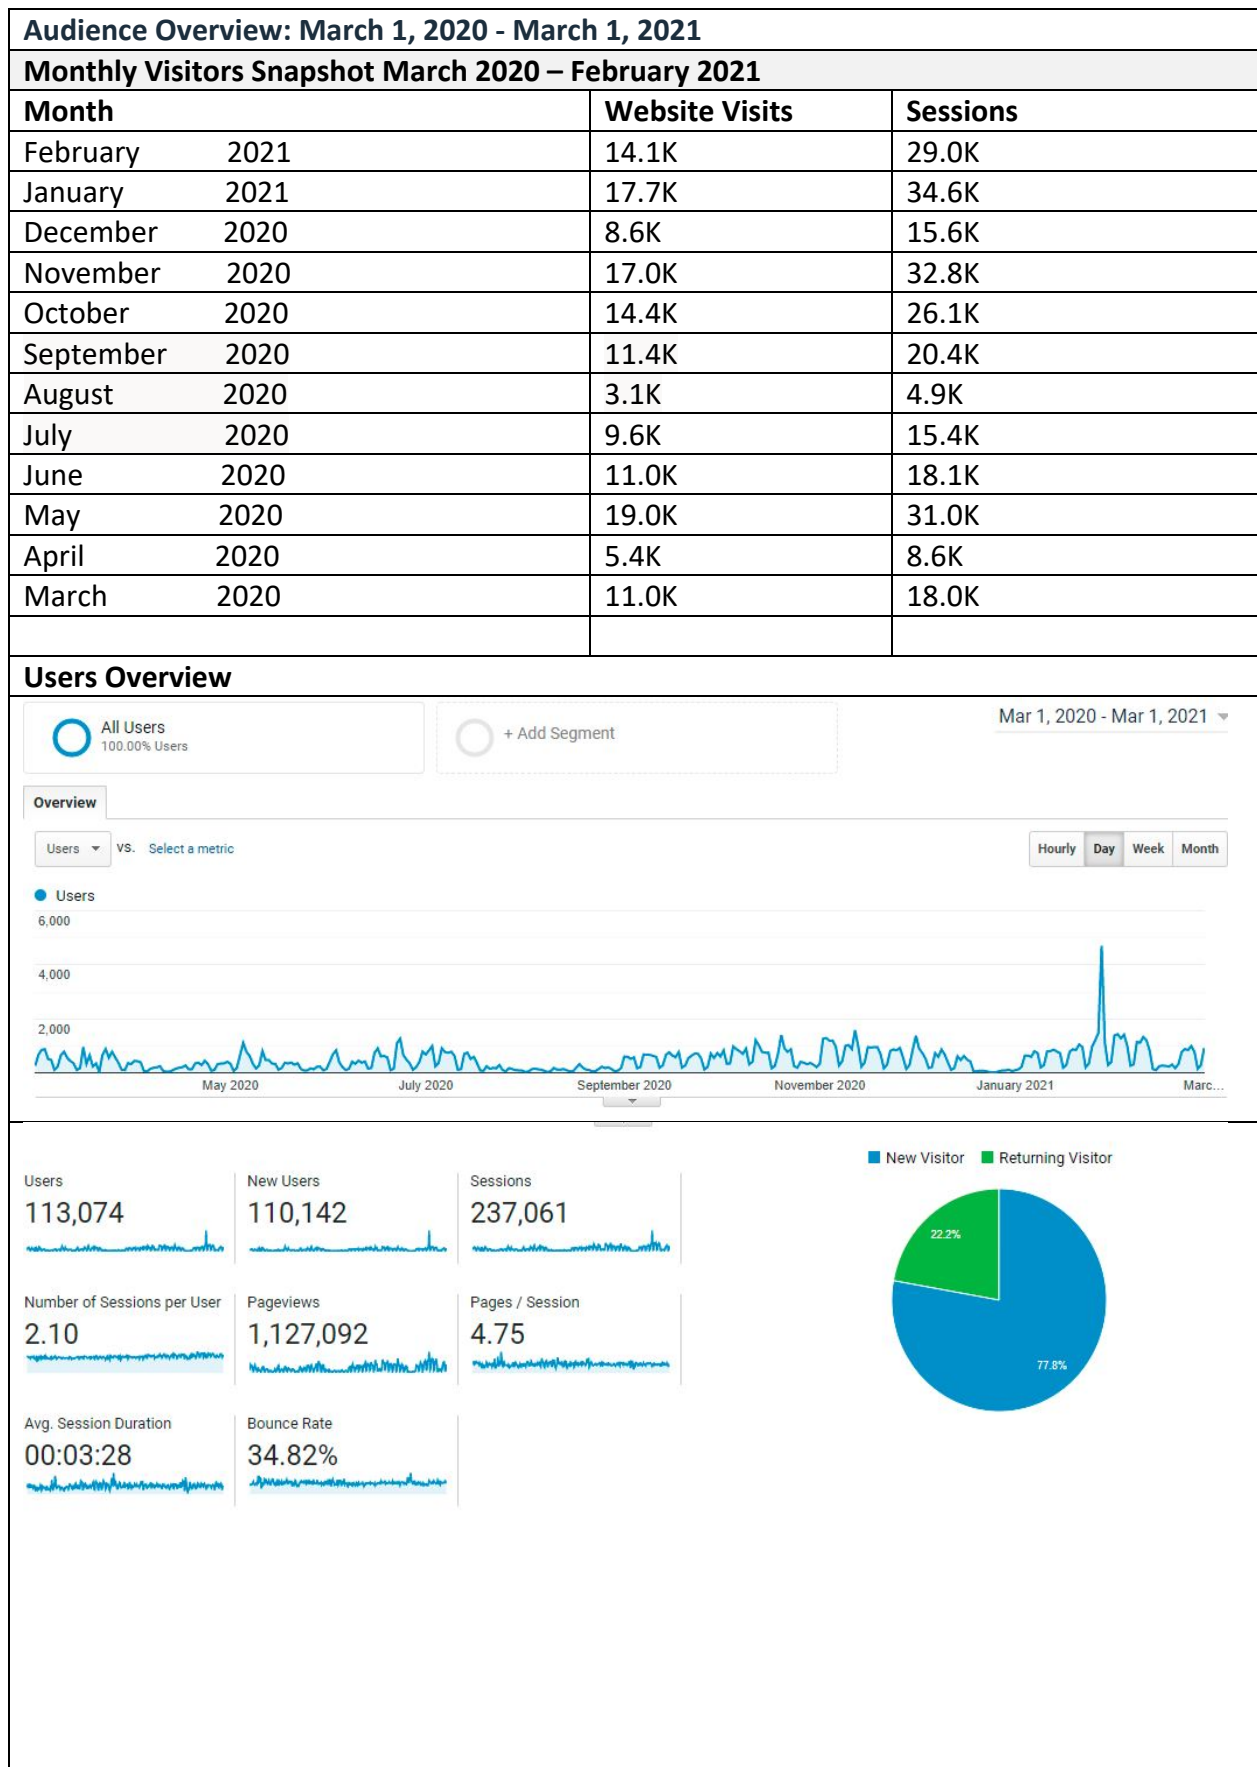 Audience Overview: March 1, 2020 - March 1, 2021
Monthly Visitors Snapshot March 2020 – February 2021
Month Website Visits Sessions
February 2021 14.1K 29.0K
January 2021 17.7K 34.6K
December 2020 8.6K 15.6K
November 2020 17.0K 32.8K
October 2020 14.4K 26.1K
September 2020 11.4K 20.4K
August 2020 3.1K 4.9K
July 2020 9.6K 15.4K
June 2020 11.0K 18.1K
May 2020 19.0K 31.0K
April 2020 5.4K 8.6K
March 2020 11.0K 18.0K
Users Overview
All Users
100.00% Users
+ Add Segment
Mar 1, 2020 - Mar 1, 2021
Overview
Users VS. Select a metric
Hourly Day Week Month
Users
6,000
4,000
2,000
May 2020 July 2020 September 2020 November 2020 January 2021 Marc...
New Visitor Returning Visitor
Users New Users Sessions
113,074 110,142 237,061
22.2%
Number of Sessions per User Pageviews Pages / Session
2.10 1,127,092 4.75
77.8%
Avg. Session Duration Bounce Rate
00:03:28 34.82%